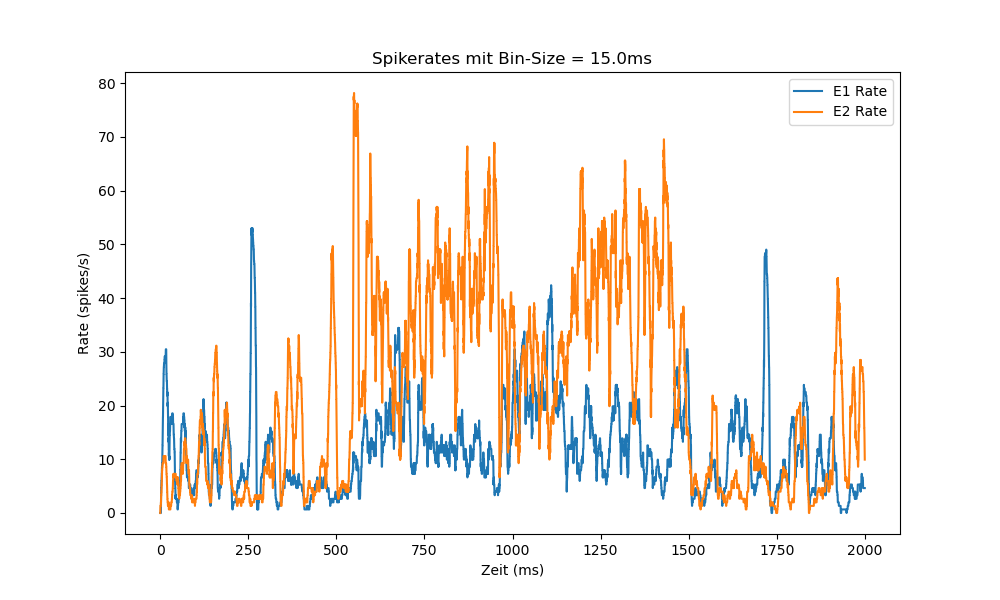 Spikerates mit Bin-Size = 15.0ms
E1 Rate
E2 Rate
80
70
60
50
40
30
20
10
0
Rate (spikes/s)
0 250 500 750 1000 1250 1500 1750 2000
Zeit (ms)